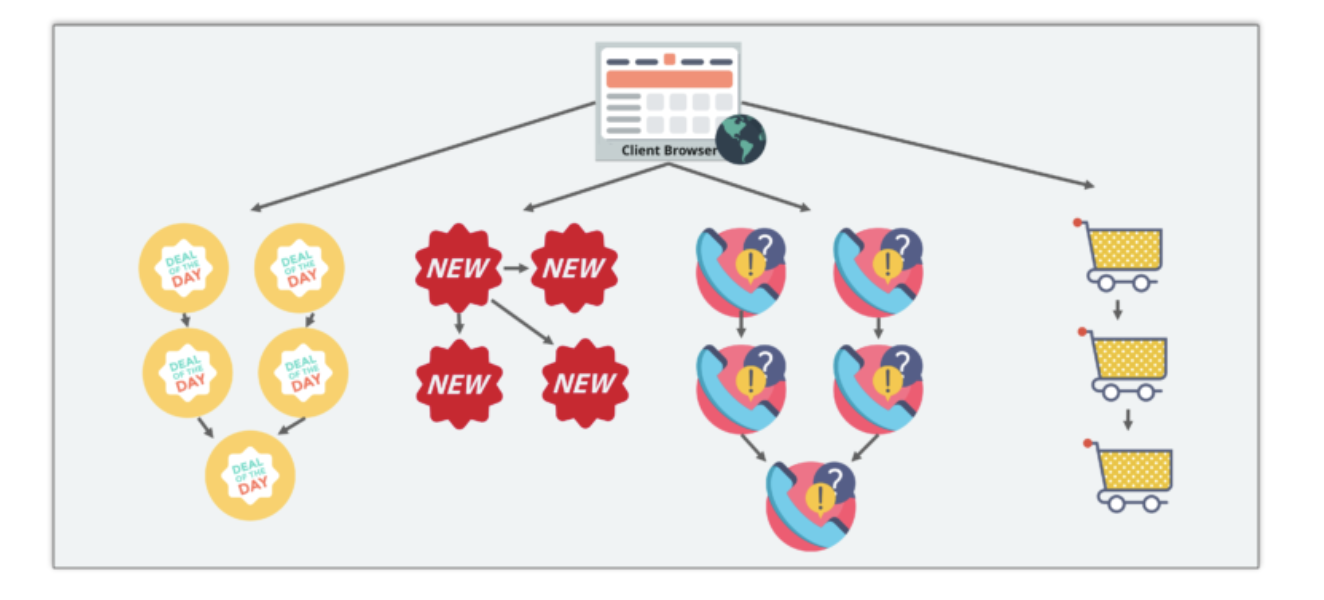 Client Browser
DEAL
OF THE
DAY
DEAL
OF THE
DAY
NEW
NEW
DEAL
OF THE
DAY
DEAL
OF THE
DAY
NEW
NEW
DEAL
OF THE
DAY